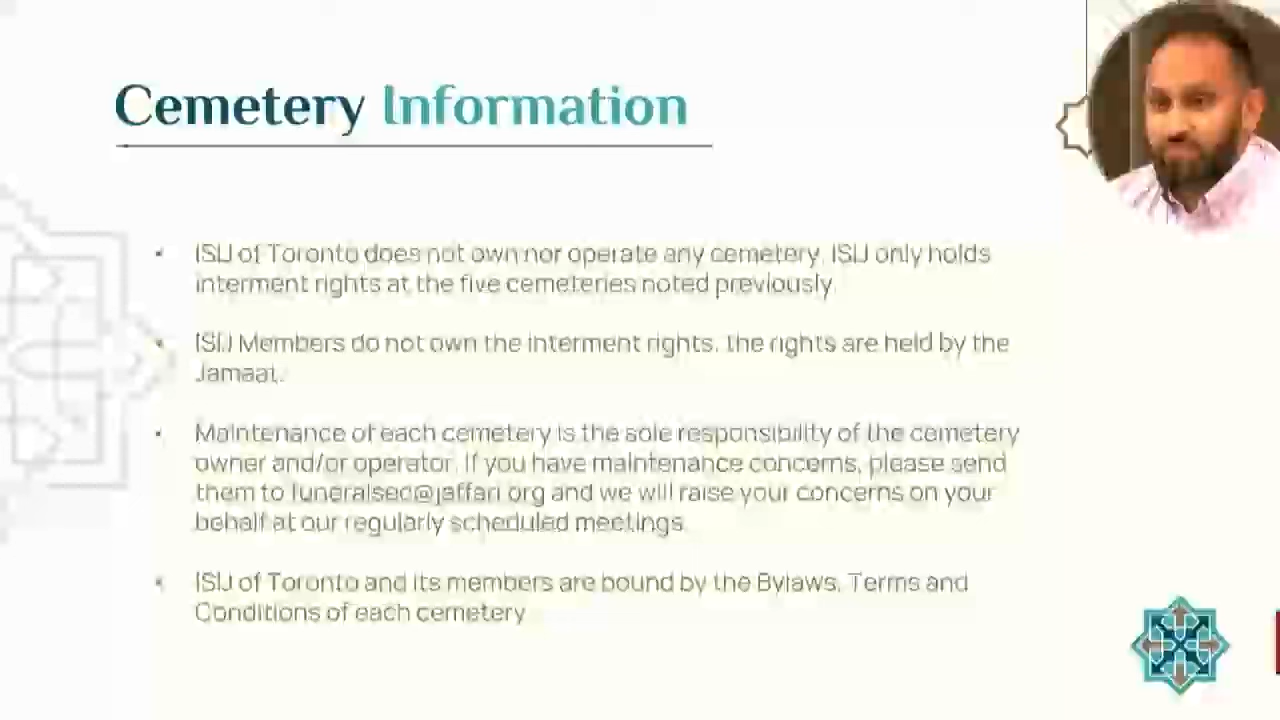 Cemetery Information
• ISIJ of Toronto does not own nor operate any cemetery. ISIJ only holds
interment rights at the five cemeteries noted previously.
• ISIJ Members do not own the interment rights, the rights are held by the
Jamaat.
• Maintenance of each cemetery is the sole responsibility of the cemetery
owner and/or operator. If you have maintenance concerns, please send
them to funeralsec@jaffari.org and we will raise your concerns on your
behalf at our regularly scheduled meetings.
• ISIJ of Toronto and its members are bound by the Bylaws, Terms and
Conditions of each cemetery